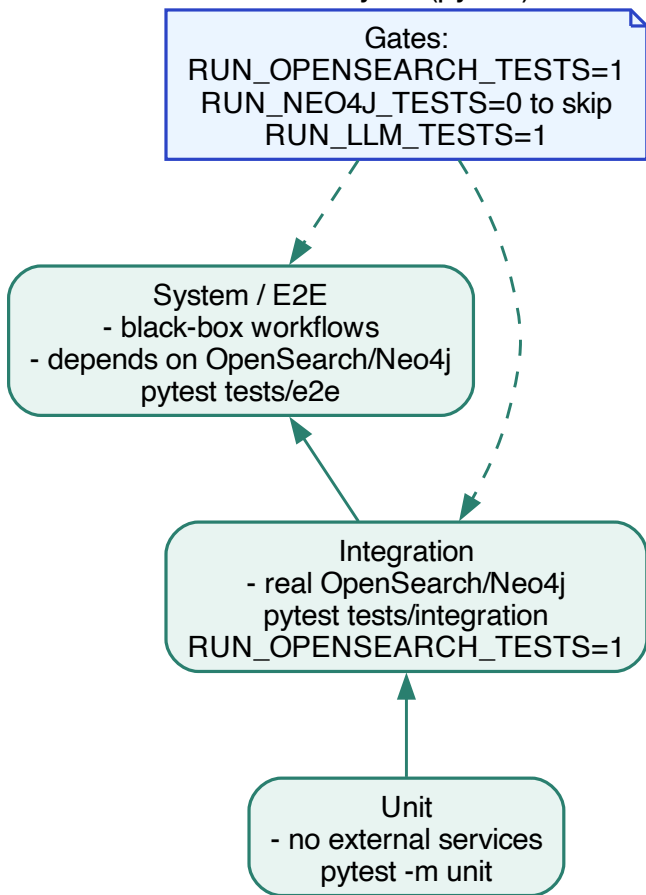 Gates:
RUN_OPENSEARCH_TESTS=1
RUN_NEO4J_TESTS=0 to skip
RUN_LLM_TESTS=1
System / E2E
- black-box workflows
- depends on OpenSearch/Neo4j
pytest tests/e2e
Integration
- real OpenSearch/Neo4j
pytest tests/integration
RUN_OPENSEARCH_TESTS=1
Unit
- no external services
pytest -m unit